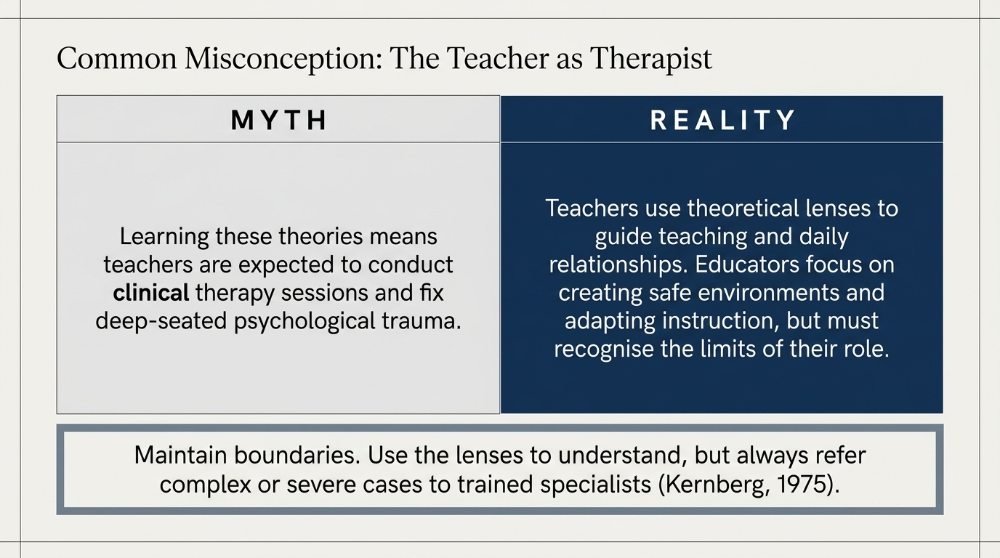 Common Misconception: The Teacher as Therapist
MYTH
Learning these theories means
teachers are expected to conduct
clinical therapy sessions and fix
deep-seated psychological trauma.
REALITY
Teachers use theoretical lenses to
guide teaching and daily
relationships. Educators focus on
creating safe environments and
adapting instruction, but must
recognise the limits of their role.
Maintain boundaries. Use the lenses to understand, but always refer
complex or severe cases to trained specialists (Kernberg, 1975).